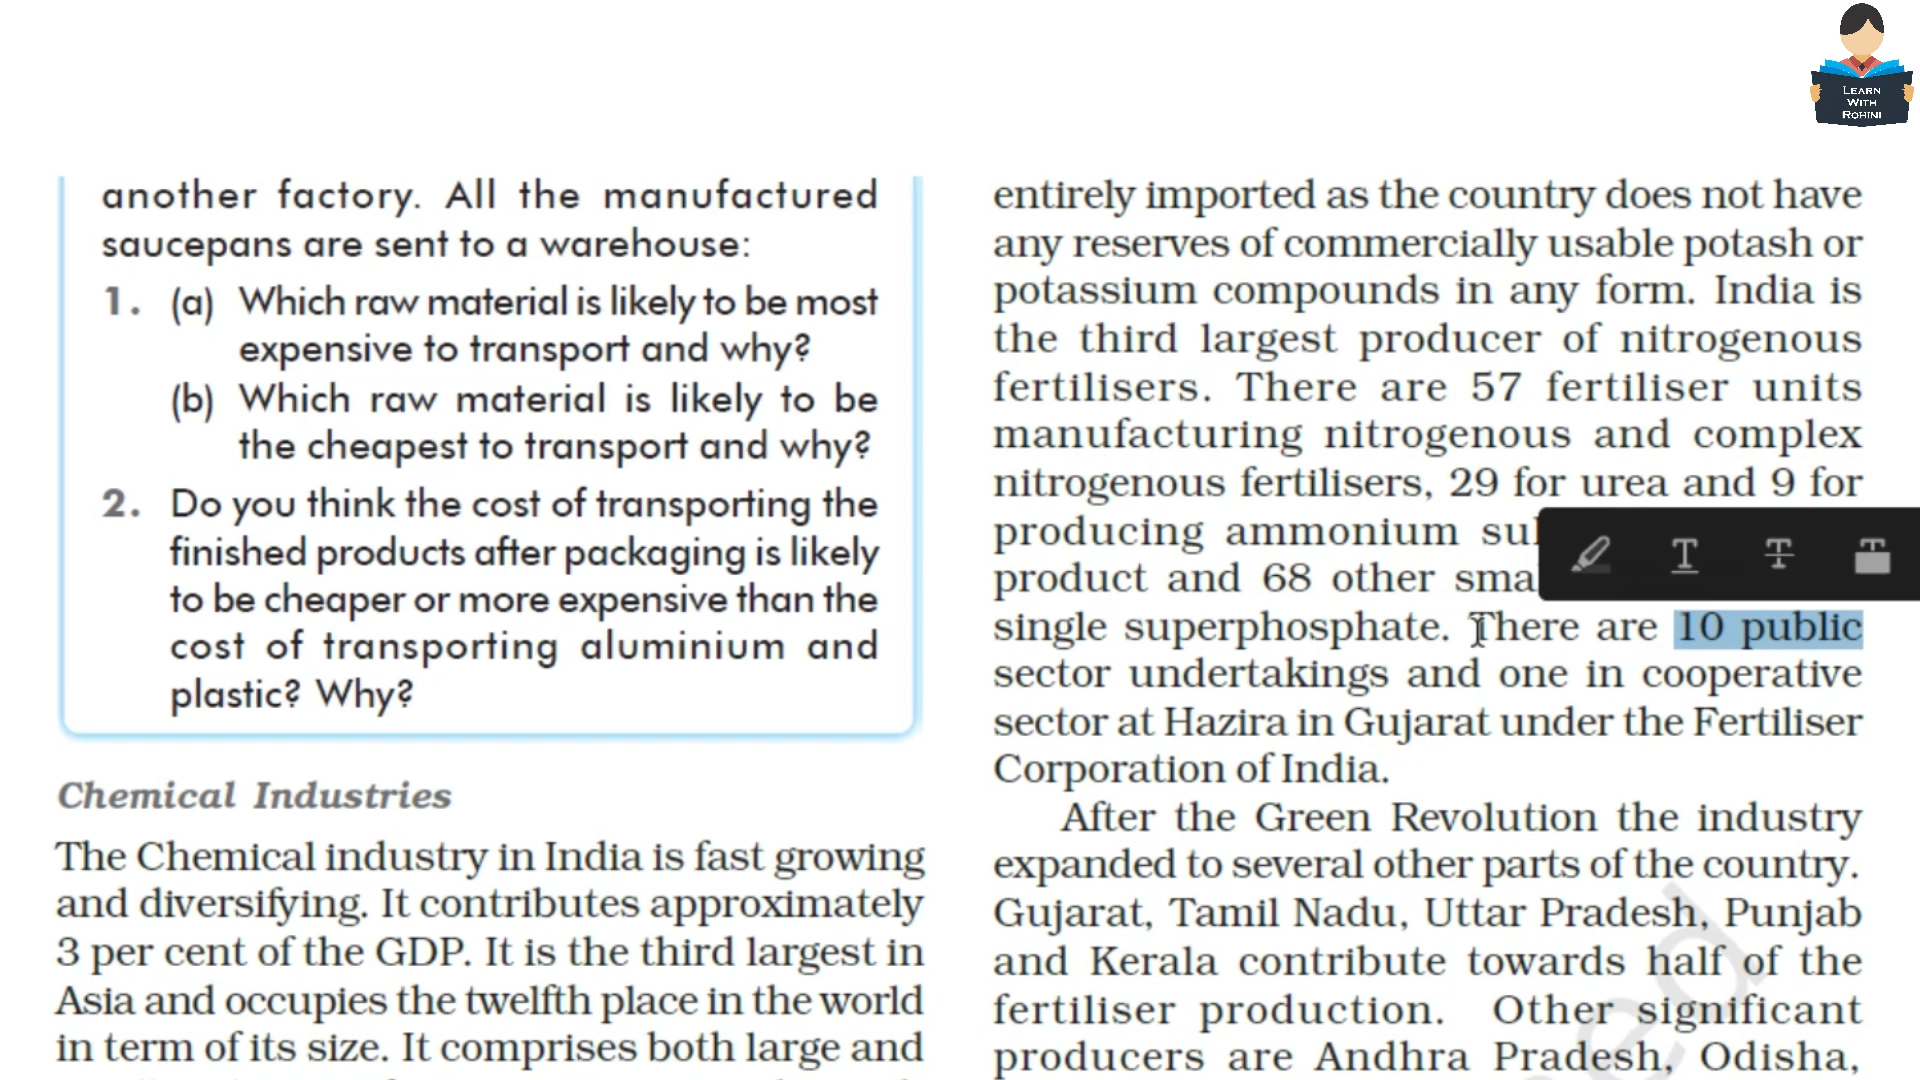 LEARN
WITH
ROHINI
another factory. All the manufactured
saucepans are sent to a warehouse:
1. (a) Which raw material is likely to be most
expensive to transport and why?
(b) Which raw material is likely to be
the cheapest to transport and why?
2. Do you think the cost of transporting the
finished products after packaging is likely
to be cheaper or more expensive than the
cost of transporting aluminium and
plastic? Why?
Chemical Industries
The Chemical industry in India is fast growing
and diversifying. It contributes approximately
3 per cent of the GDP. It is the third largest in
Asia and occupies the twelfth place in the world
in term of its size. It comprises both large and
entirely imported as the country does not have
any reserves of commercially usable potash or
potassium compounds in any form. India is
the third largest producer of nitrogenous
fertilisers. There are 57 fertiliser units
manufacturing nitrogenous and complex
nitrogenous fertilisers, 29 for urea and 9 for
producing ammonium sul
product and 68 other sma
single superphosphate. There are 10 public
sector undertakings and one in cooperative
sector at Hazira in Gujarat under the Fertiliser
Corporation of India.
After the Green Revolution the industry
expanded to several other parts of the country.
Gujarat, Tamil Nadu, Uttar Pradesh, Punjab
and Kerala contribute towards half of the
fertiliser production. Other significant
producers are Andhra Pradesh, Odisha,